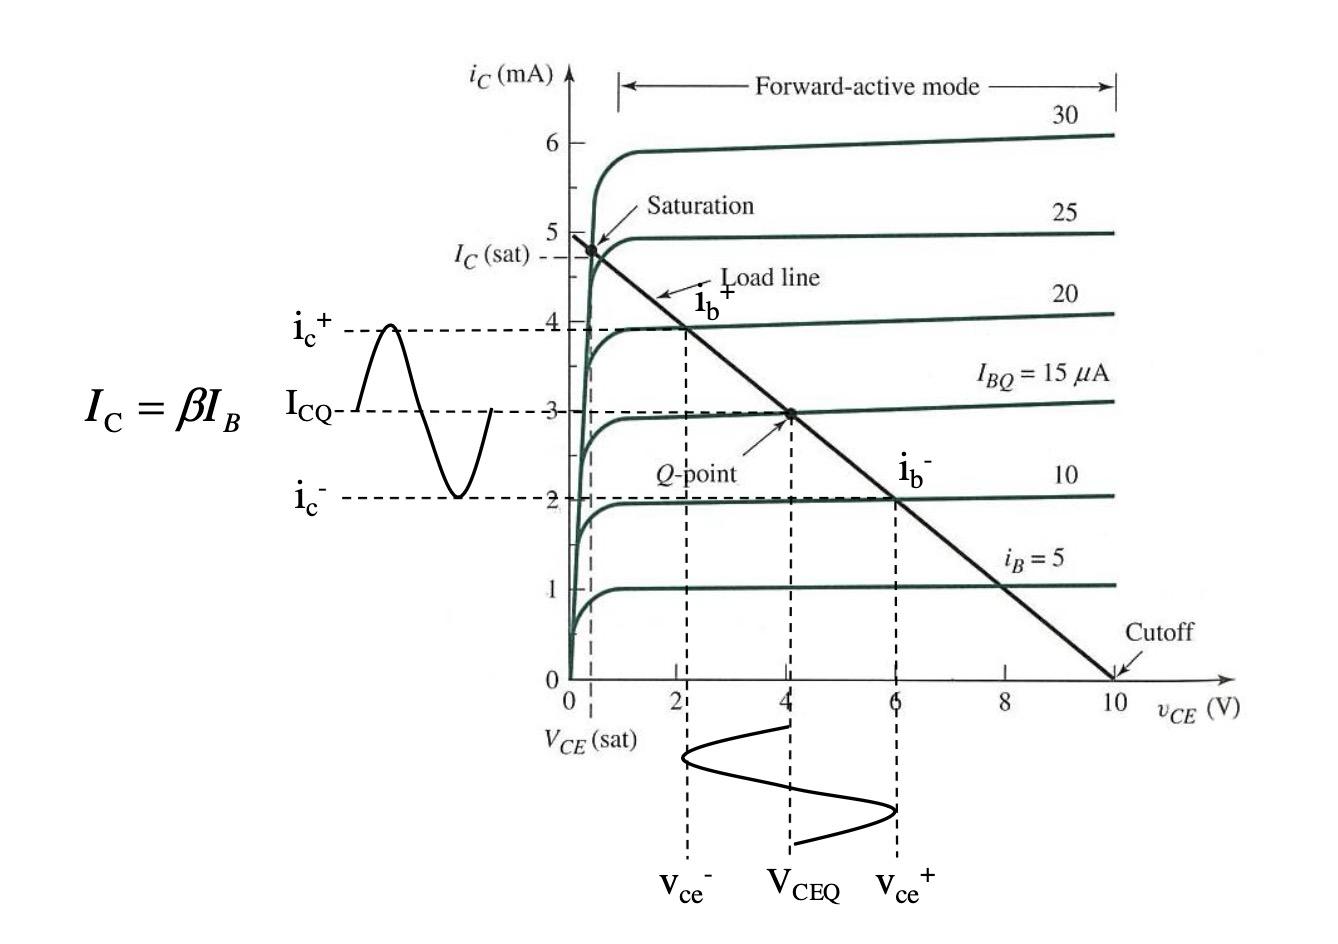 i_C (mA)
Forward-active mode
30
6
Saturation
25
5
I_C (sat)
Load line
i_b^+
20
i_c^+
4
I_BQ = 15 μA
I_C = βI_B
I_CQ
3
Q-point
i_b^-
10
i_c^-
2
i_B = 5
1
Cutoff
0
0 2 4 6 8 10
v_CE (V)
V_CE (sat)
v_ce^- V_CEQ v_ce^+